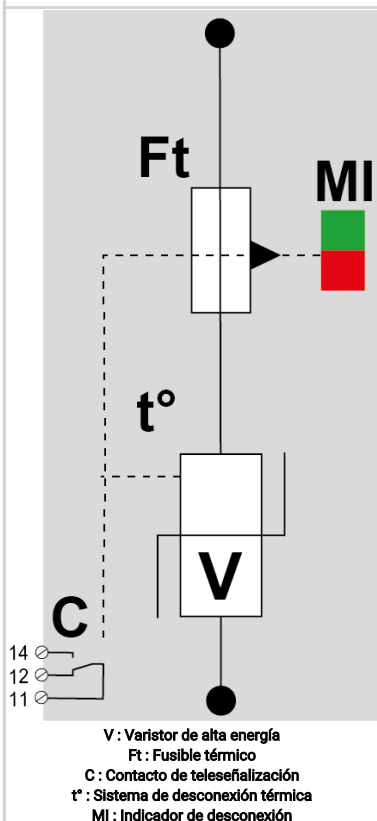 Ft
MI
t°
V
C
14
12
11
V : Varistor de alta energía
Ft : Fusible térmico
C : Contacto de teleseñalización
t° : Sistema de desconexión térmica
MI : Indicador de desconexión